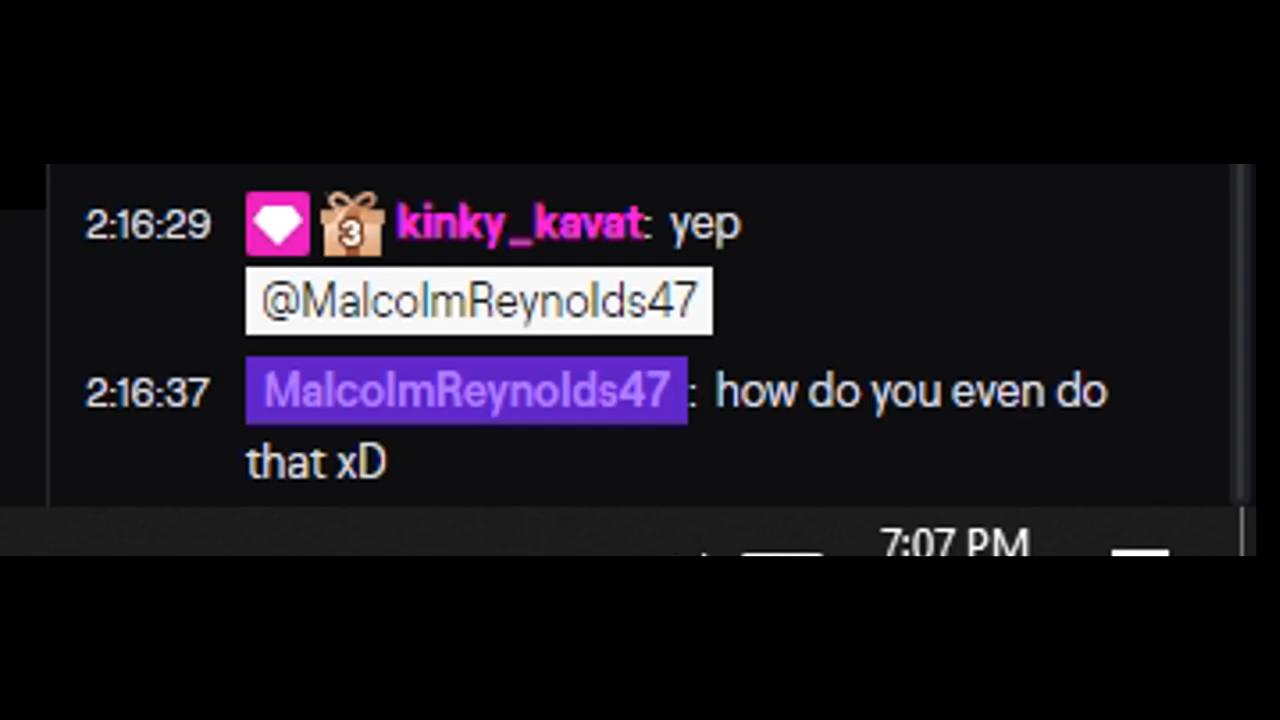 2:16:29 3 kinky_kavat: yep
@MalcolmReynolds47
2:16:37 MalcolmReynolds47: how do you even do
that xD
7:07 PM